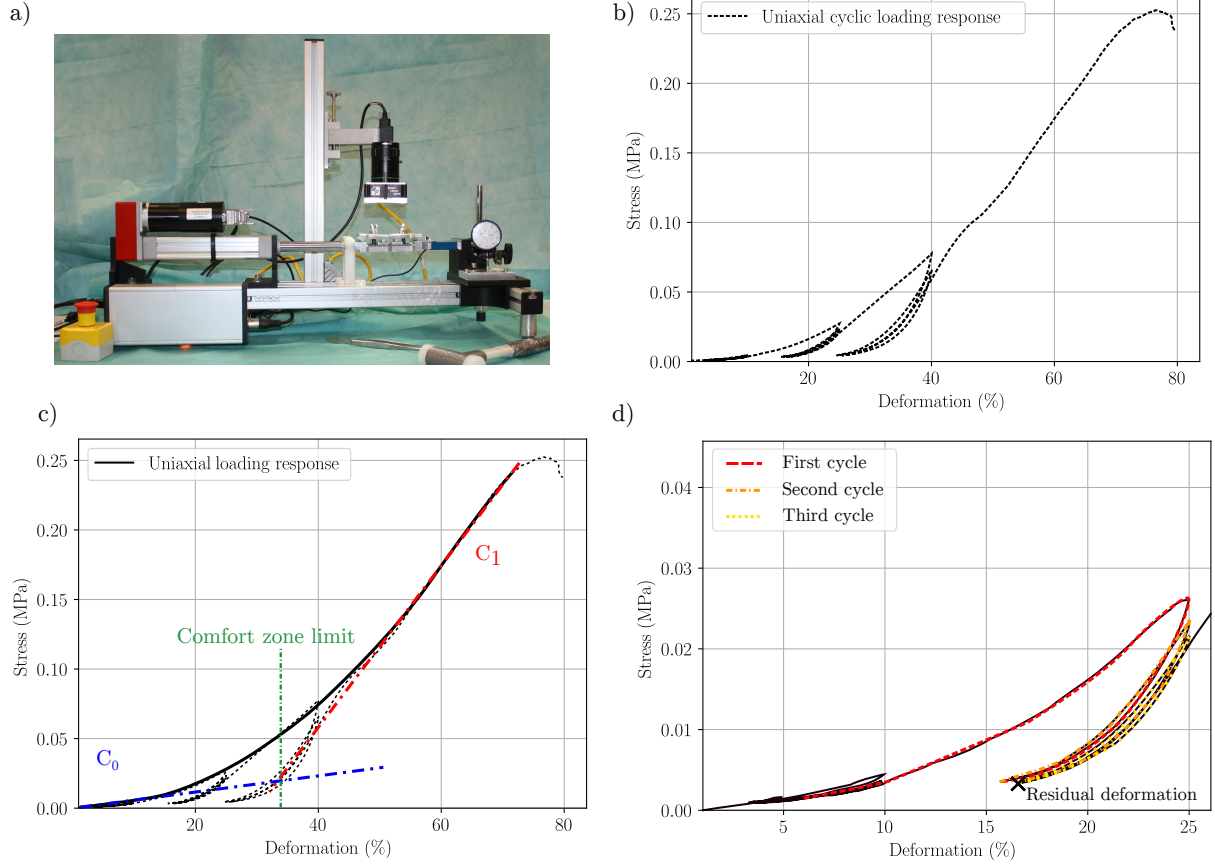 a)
b)
Uniaxial cyclic loading response
0.25
0.20
0.15
0.10
0.05
0.00
Stress (MPa)
20
40
60
80
Deformation (%)
c)
Uniaxial loading response
0.25
0.20
0.15
0.10
0.05
0.00
Stress (MPa)
C1
Comfort zone limit
C0
20
40
60
80
Deformation (%)
d)
First cycle
Second cycle
Third cycle
0.04
0.03
0.02
0.01
0.00
Stress (MPa)
Residual deformation
5
10
15
20
25
Deformation (%)